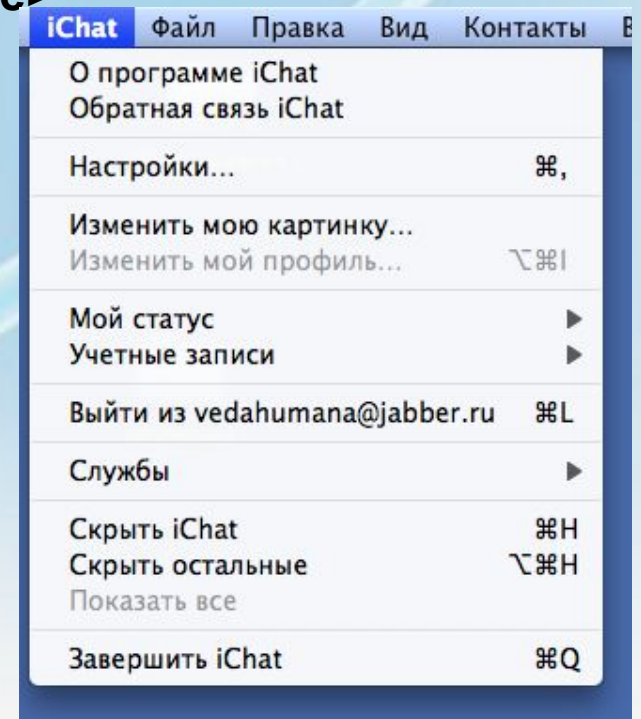 iChat Файл Правка Вид Контакты
О программе iChat
Обратная связь iChat
Настройки... ⌘,
Изменить мою картинку...
Изменить мой профиль... ⌥⌘I
Мой статус ▶
Учетные записи ▶
Выйти из vedahumana@jabber.ru ⌘L
Службы ▶
Скрыть iChat ⌘H
Скрыть остальные ⌥⌘H
Показать все
Завершить iChat ⌘Q